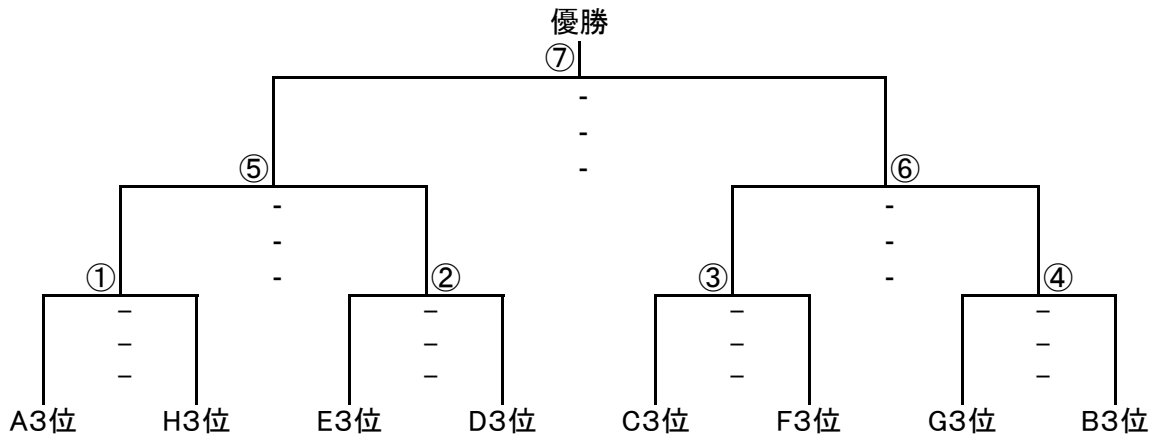 優勝
⑦
-
-
-
⑤ ⑥
- -
- -
- -
① ② ③ ④
– – – –
– – – –
– – – –
A3位 H3位 E3位 D3位 C3位 F3位 G3位 B3位